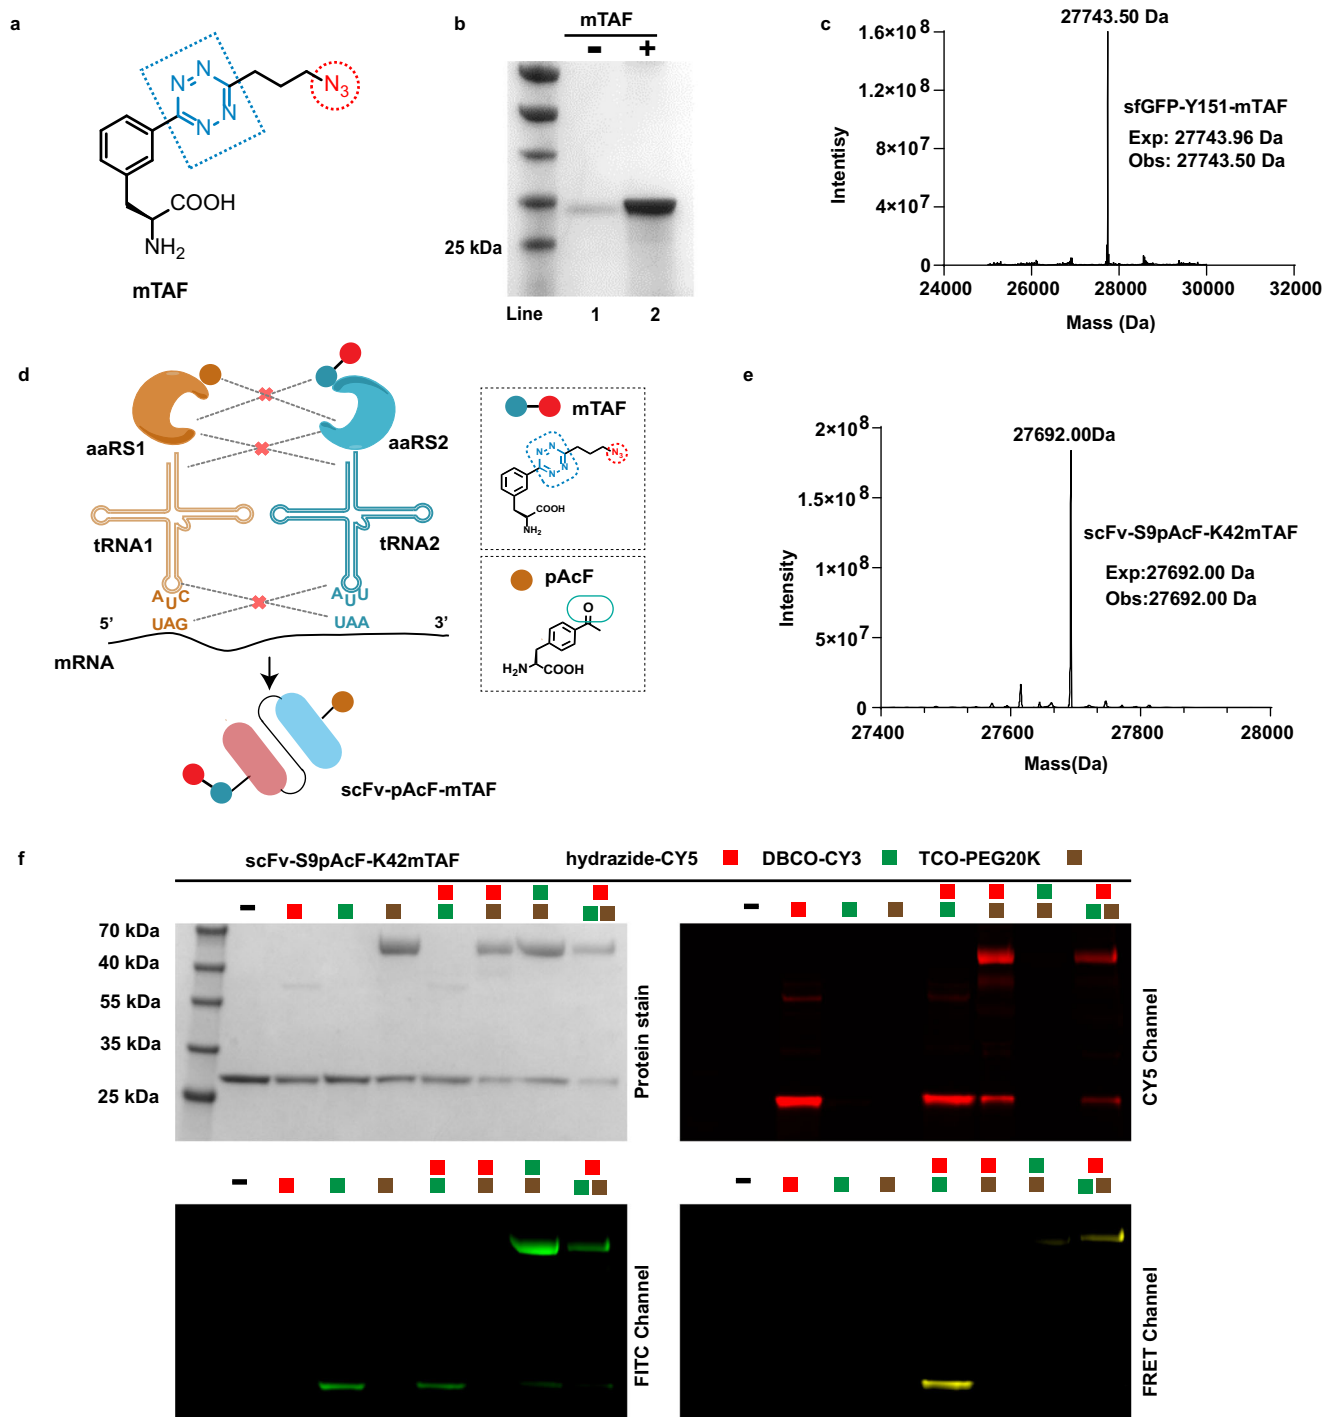 a
N
N
N
N
N3
COOH
NH2
mTAF
b
mTAF
- +
25 kDa
Line 1 2
c
27743.50 Da
1.6×10^8
1.2×10^8
8×10^7
4×10^7
0
24000 26000 28000 30000 32000
Intentisy
Mass (Da)
sfGFP-Y151-mTAF
Exp: 27743.96 Da
Obs: 27743.50 Da
d
aaRS1 aaRS2
tRNA1 tRNA2
AUC AUU
UAG UAA
5’ 3’
mRNA
scFv-pAcF-mTAF
mTAF
N
N
N
N
N3
COOH
NH2
pAcF
O
H2N COOH
e
27692.00Da
2×10^8
1.5×10^8
1×10^8
5×10^7
0
27400 27600 27800 28000
Intensity
Mass(Da)
scFv-S9pAcF-K42mTAF
Exp:27692.00 Da
Obs:27692.00 Da
f
scFv-S9pAcF-K42mTAF hydrazide-CY5 DBCO-CY3 TCO-PEG20K
-
70 kDa
40 kDa
55 kDa
35 kDa
25 kDa
Protein stain
-
CY5 Channel
-
FITC Channel
-
FRET Channel